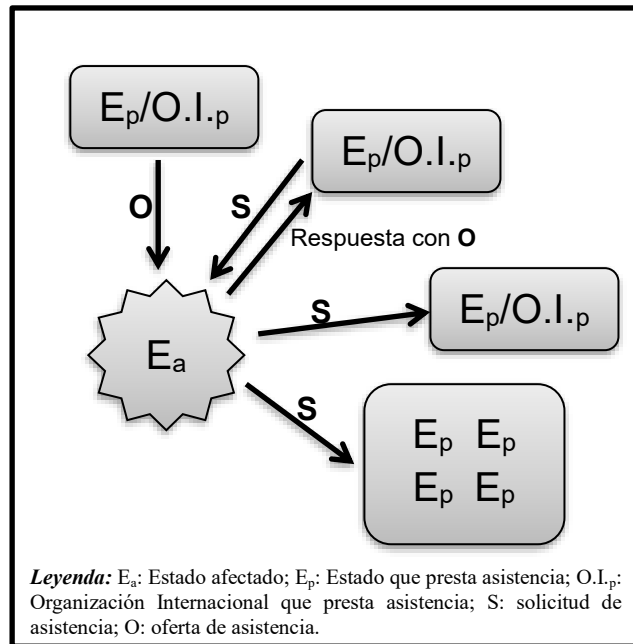 Eₚ/O.I.ₚ
Eₚ/O.I.ₚ
O
S
Respuesta con O
Eₚ/O.I.ₚ
S
Eₐ
S
Eₚ Eₚ
Eₚ Eₚ
Leyenda: Eₐ: Estado afectado; Eₚ: Estado que presta asistencia; O.I.ₚ:
Organización Internacional que presta asistencia; S: solicitud de
asistencia; O: oferta de asistencia.